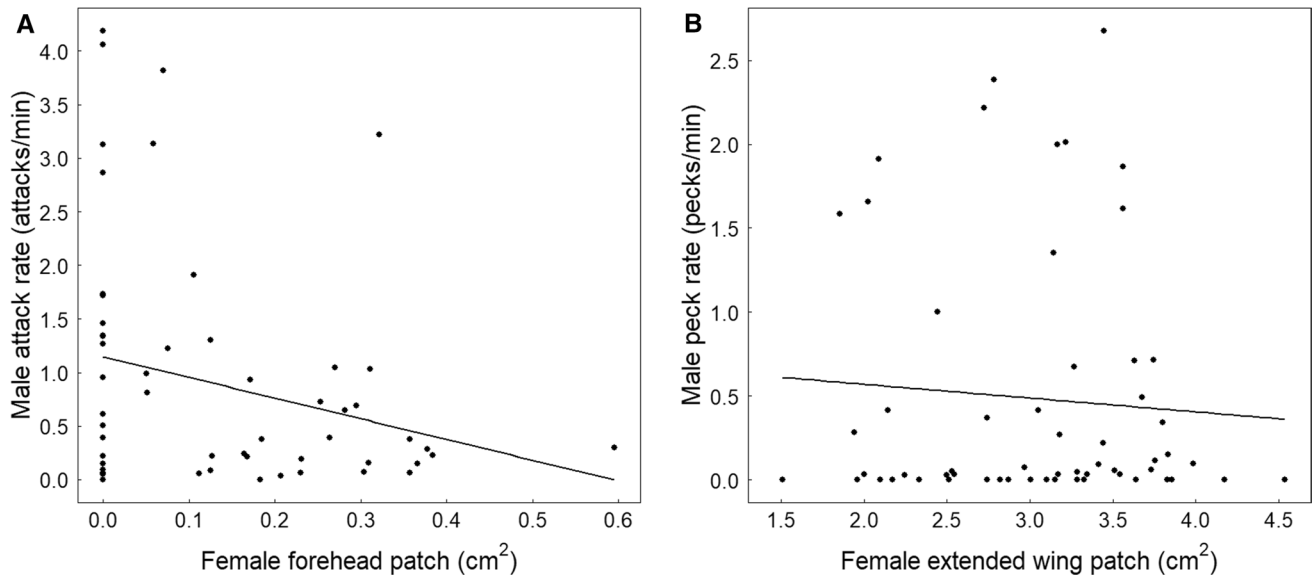 A
Male attack rate (attacks/min)
4.0
3.5
3.0
2.5
2.0
1.5
1.0
0.5
0.0
0.0 0.1 0.2 0.3 0.4 0.5 0.6
Female forehead patch (cm²)
B
Male peck rate (pecks/min)
2.5
2.0
1.5
1.0
0.5
0.0
1.5 2.0 2.5 3.0 3.5 4.0 4.5
Female extended wing patch (cm²)